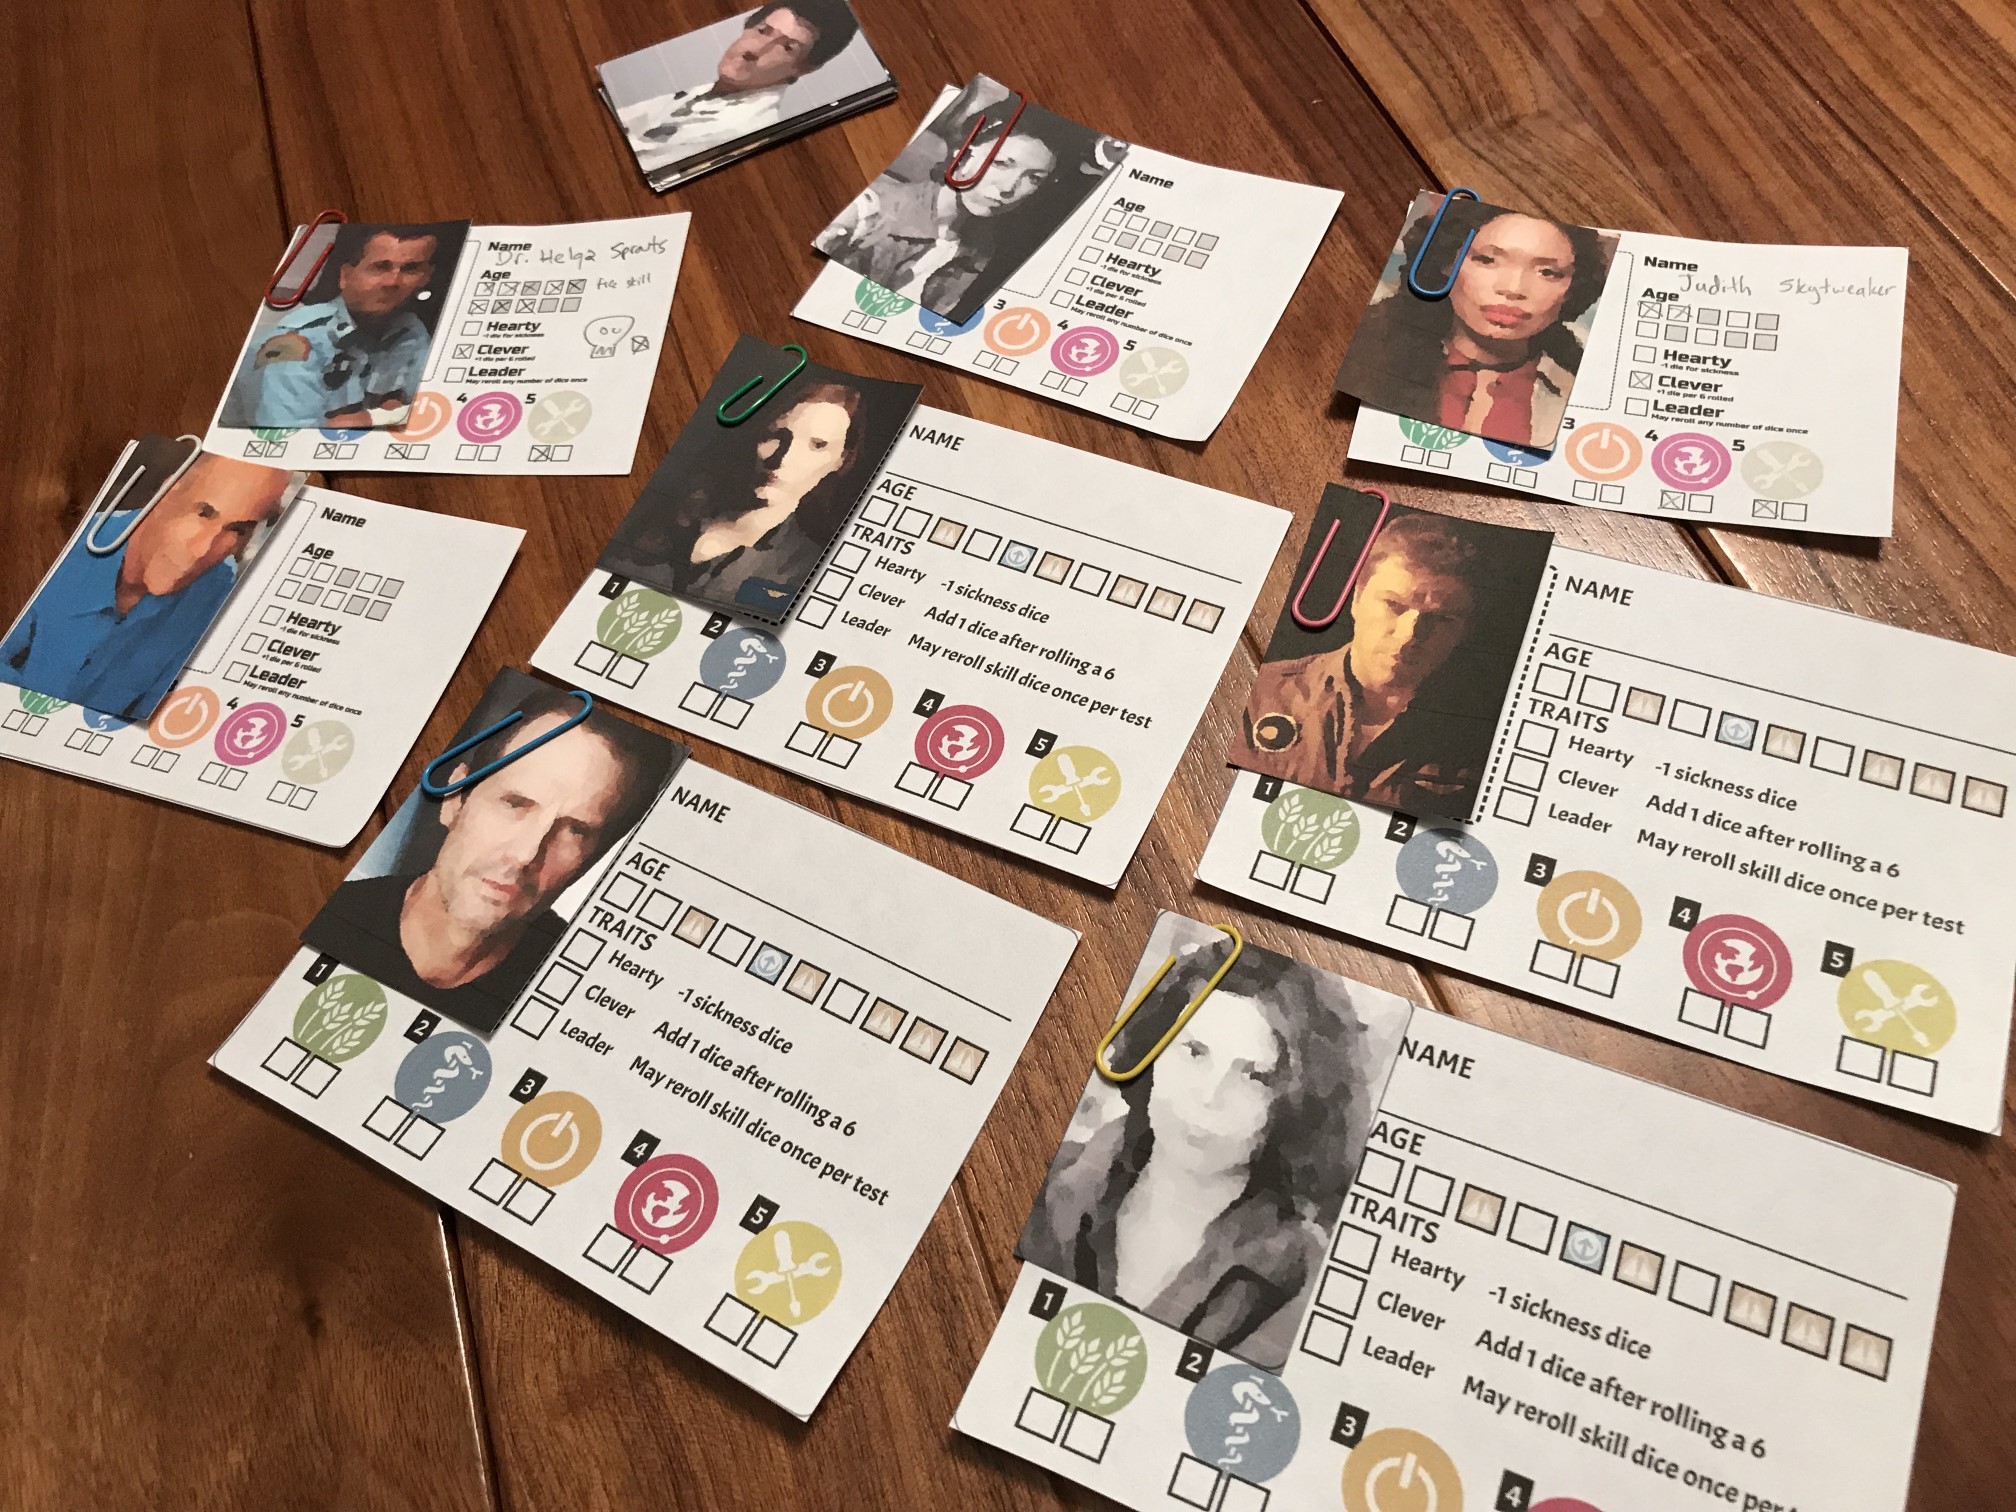 Name
Dr. Helga Sprouts
Age
free skill
Hearty
-1 die for sickness
Clever
+1 die per 6 rolled
Leader
May reroll any number of dice once
4 5
Name
Age
Hearty
-1 die for sickness
Clever
+1 die per 6 rolled
Leader
May reroll any number of dice once
3 4 5
Name
Judith Skytweaker
Age
Hearty
-1 die for sickness
Clever
+1 die per 6 rolled
Leader
May reroll any number of dice once
3 4 5
Name
Age
Hearty
-1 die for sickness
Clever
+1 die per 6 rolled
Leader
May reroll any number of dice once
4 5
NAME
AGE
TRAITS
Hearty -1 sickness dice
Clever Add 1 dice after rolling a 6
Leader May reroll skill dice once per test
1 2 3 4 5
NAME
AGE
TRAITS
Hearty -1 sickness dice
Clever Add 1 dice after rolling a 6
Leader May reroll skill dice once per test
1 2 3 4 5
NAME
AGE
TRAITS
Hearty -1 sickness dice
Clever Add 1 dice after rolling a 6
Leader May reroll skill dice once per test
1 2 3 4 5
NAME
AGE
TRAITS
Hearty -1 sickness dice
Clever Add 1 dice after rolling a 6
Leader May reroll skill dice once per
1 2 3 4